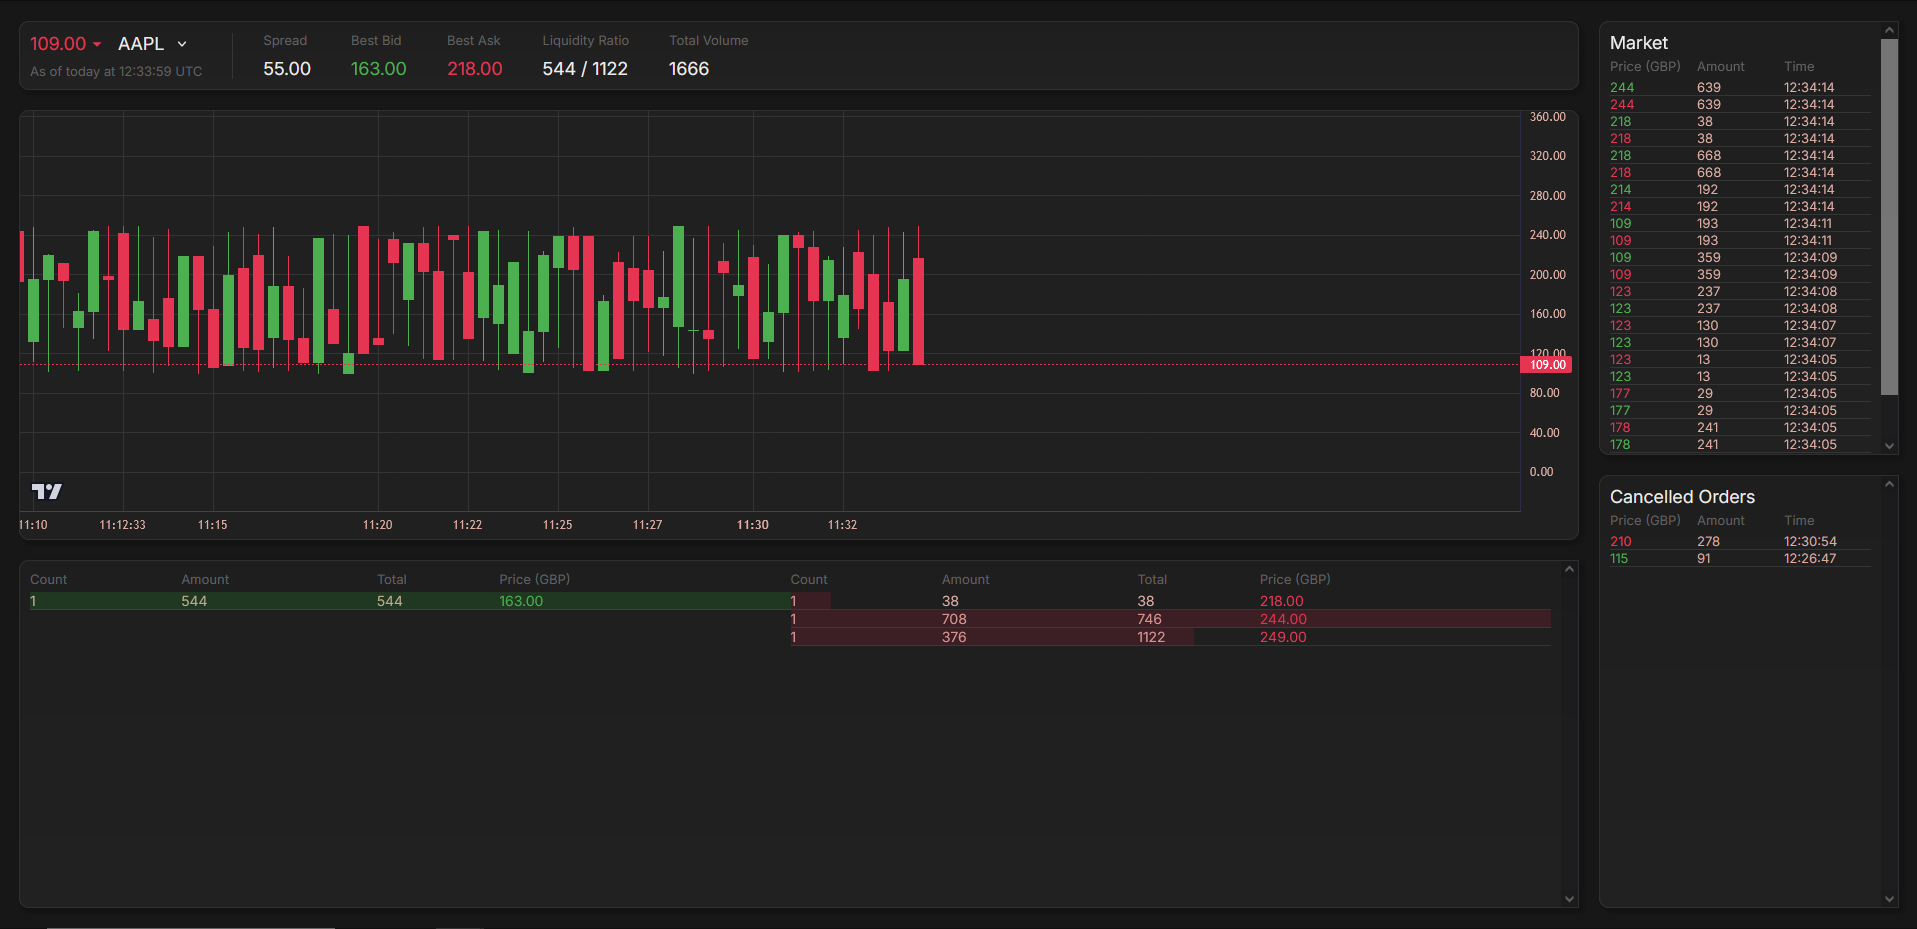 109.00 AAPL
As of today at 12:33:59 UTC
Spread Best Bid Best Ask Liquidity Ratio Total Volume
55.00 163.00 218.00 544 / 1122 1666
360.00
320.00
280.00
240.00
200.00
160.00
120.00
109.00
80.00
40.00
0.00
11:10 11:12:33 11:15 11:20 11:22 11:25 11:27 11:30 11:32
Count Amount Total Price (GBP) Count Amount Total Price (GBP)
1 544 544 163.00 1 38 38 218.00
1 708 746 244.00
1 376 1122 249.00
Market
Price (GBP) Amount Time
244 639 12:34:14
244 639 12:34:14
218 38 12:34:14
218 38 12:34:14
218 668 12:34:14
218 668 12:34:14
214 192 12:34:14
214 192 12:34:14
109 193 12:34:11
109 193 12:34:11
109 359 12:34:09
109 359 12:34:09
123 237 12:34:08
123 237 12:34:08
123 130 12:34:07
123 130 12:34:07
123 13 12:34:05
123 13 12:34:05
177 29 12:34:05
177 29 12:34:05
178 241 12:34:05
178 241 12:34:05
Cancelled Orders
Price (GBP) Amount Time
210 278 12:30:54
115 91 12:26:47